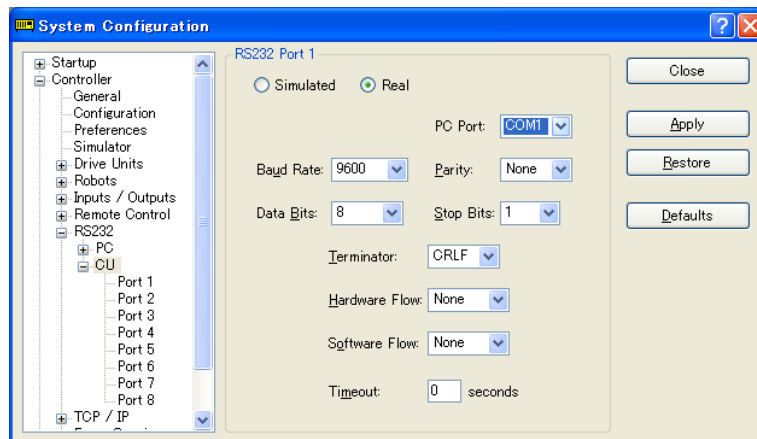 System Configuration
Startup
Controller
General
Configuration
Preferences
Simulator
Drive Units
Robots
Inputs / Outputs
Remote Control
RS232
PC
CU
Port 1
Port 2
Port 3
Port 4
Port 5
Port 6
Port 7
Port 8
TCP / IP
RS232 Port 1
Simulated Real
PC Port: COM1
Baud Rate: 9600 Parity: None
Data Bits: 8 Stop Bits: 1
Terminator: CRLF
Hardware Flow: None
Software Flow: None
Timeout: 0 seconds
Close
Apply
Restore
Defaults